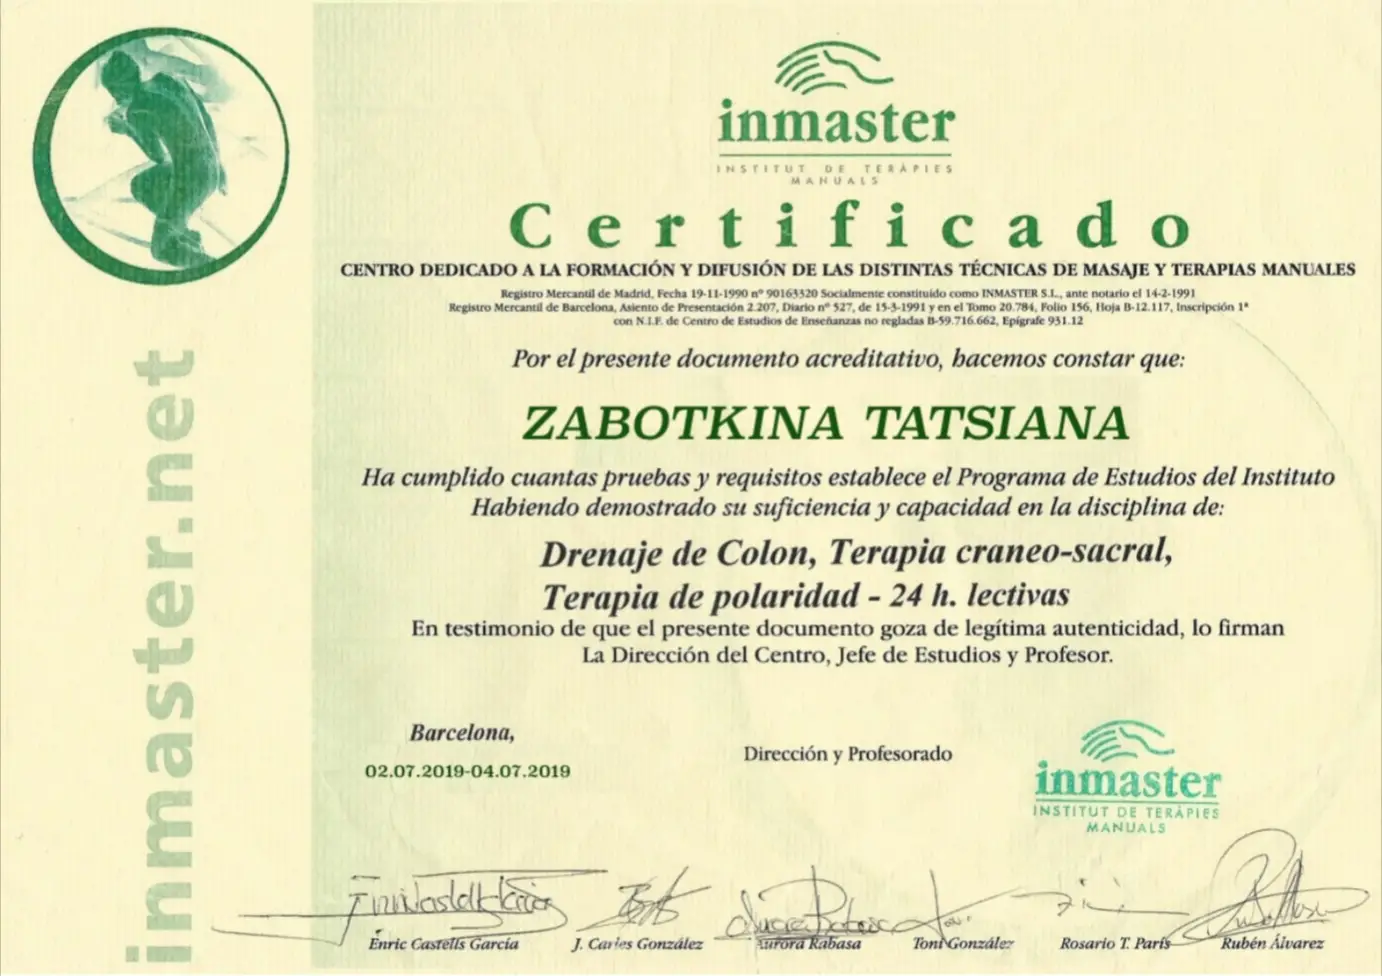 inmaster
INSTITUT DE TERÀPIES
MANUALS
Certificado
CENTRO DEDICADO A LA FORMACIÓN Y DIFUSIÓN DE LAS DISTINTAS TÉCNICAS DE MASAJE Y TERAPIAS MANUALES
Registro Mercantil de Madrid, Fecha 19-11-1990 nº 90163320 Socialmente constituído como INMASTER S.L., ante notario el 14-2-1991
Registro Mercantil de Barcelona, Asiento de Presentación 2.207, Diario nº 527, de 15-3-1991 y en el Tomo 20.784, Folio 156, Hoja B-12.117, Inscripción 1ª
con N.I.F. de Centro de Estudios de Enseñanzas no regladas B-59.716.662, Epígrafe 931.12
Por el presente documento acreditativo, hacemos constar que:
ZABOTKINA TATSIANA
Ha cumplido cuantas pruebas y requisitos establece el Programa de Estudios del Instituto
Habiendo demostrado su suficiencia y capacidad en la disciplina de:
Drenaje de Colon, Terapia craneo-sacral,
Terapia de polaridad - 24 h. lectivas
En testimonio de que el presente documento goza de legítima autenticidad, lo firman
La Dirección del Centro, Jefe de Estudios y Profesor.
Barcelona,
02.07.2019-04.07.2019
Dirección y Profesorado
inmaster
INSTITUT DE TERÀPIES
MANUALS
Enric Castells García J. Carles González Aurora Rabasa Toni González Rosario T. París Rubén Álvarez
inmaster.net